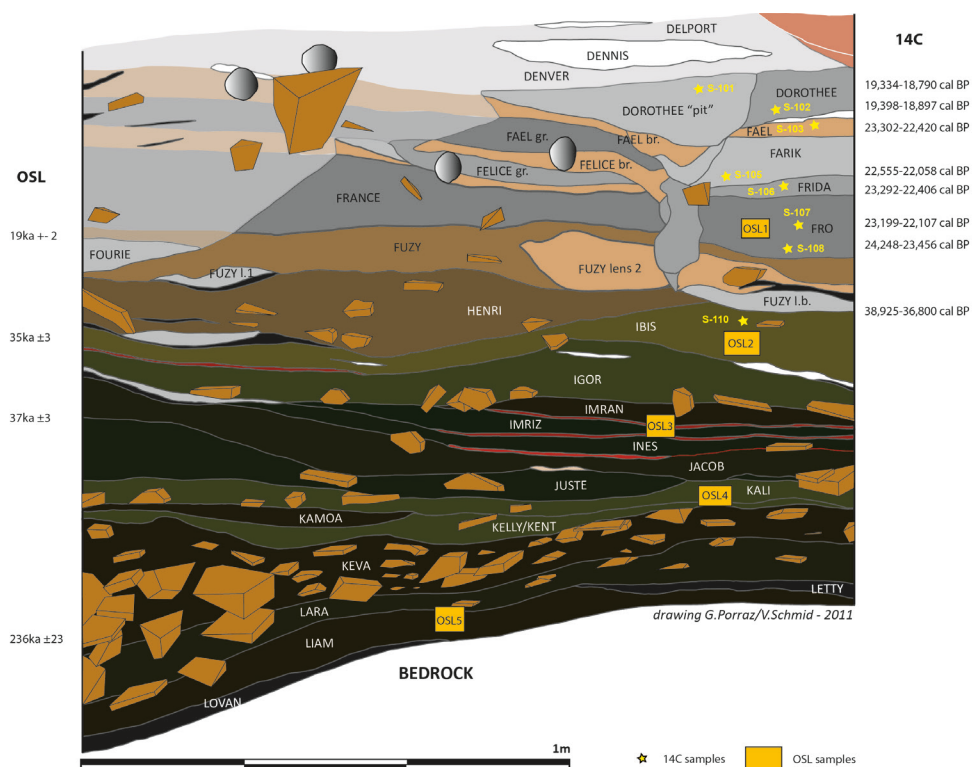 DELPORT
14C
DENNIS
DENVER
S-101
DOROTHEE
19,334-18,790 cal BP
S-102
DOROTHEE "pit"
19,398-18,897 cal BP
FAEL gr.
FAEL br.
FAEL
S-103
23,302-22,420 cal BP
FARIK
FELICE br.
OSL
FELICE gr.
S-105
22,555-22,058 cal BP
S-106
FRIDA
23,292-22,406 cal BP
FRANCE
S-107
OSL1
FRO
23,199-22,107 cal BP
19ka +- 2
FUZY
S-108
24,248-23,456 cal BP
FOURIE
FUZY l.1
FUZY lens 2
FUZY l.b.
HENRI
38,925-36,800 cal BP
S-110
IBIS
35ka ±3
OSL2
IGOR
IMRAN
37ka ±3
IMRIZ
OSL3
INES
JACOB
JUSTE
KALI
OSL4
KAMOA
KELLY/KENT
KEVA
LETTY
LARA
drawing G.Porraz/V.Schmid - 2011
OSL5
236ka ±23
LIAM
BEDROCK
LOVAN
1m
14C samples
OSL samples